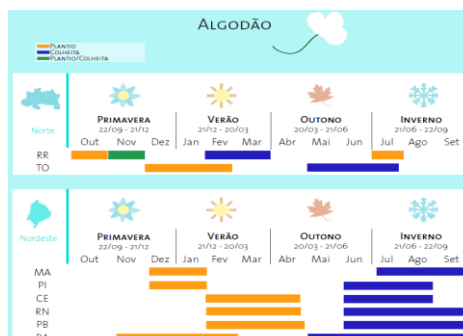 ALGODÃO
PLANTIO
COLHEITA
PLANTIO/COLHEITA
Norte
PRIMAVERA VERÃO OUTONO INVERNO
22/09 - 21/12 21/12 - 20/03 20/03 - 21/06 21/06 - 22/09
Out Nov Dez Jan Fev Mar Abr Mai Jun Jul Ago Set
RR
TO
Nordeste
PRIMAVERA VERÃO OUTONO INVERNO
22/09 - 21/12 21/12 - 20/03 20/03 - 21/06 21/06 - 22/09
Out Nov Dez Jan Fev Mar Abr Mai Jun Jul Ago Set
MA
PI
CE
RN
PB